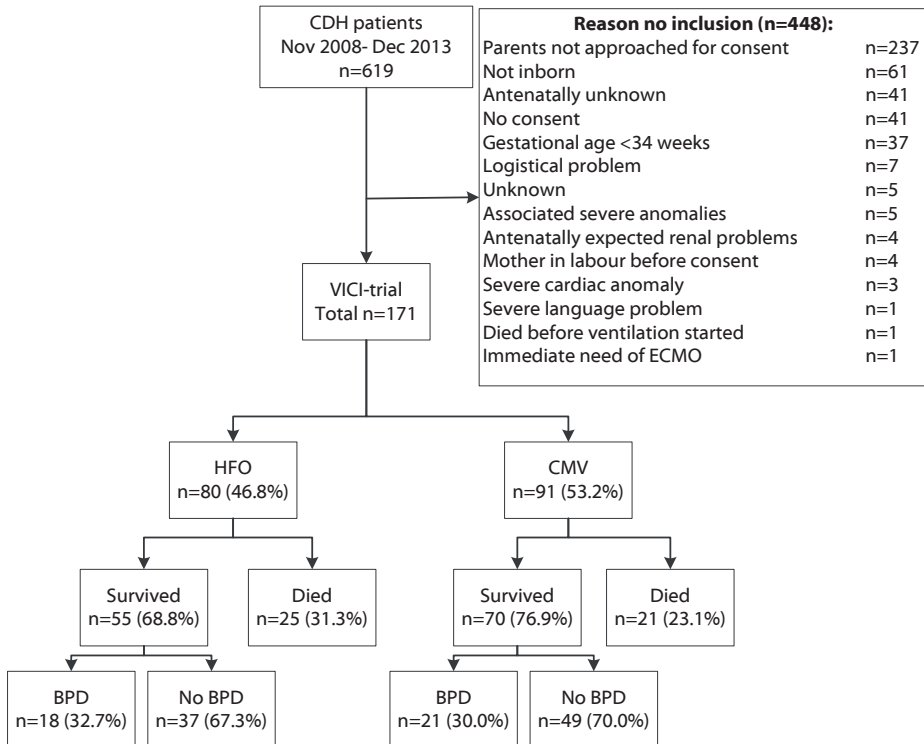 CDH patients
Nov 2008- Dec 2013
n=619
Reason no inclusion (n=448):
Parents not approached for consent n=237
Not inborn n=61
Antenatally unknown n=41
No consent n=41
Gestational age <34 weeks n=37
Logistical problem n=7
Unknown n=5
Associated severe anomalies n=5
Antenatally expected renal problems n=4
Mother in labour before consent n=4
Severe cardiac anomaly n=3
Severe language problem n=1
Died before ventilation started n=1
Immediate need of ECMO n=1
VICI-trial
Total n=171
HFO
n=80 (46.8%)
CMV
n=91 (53.2%)
Survived
n=55 (68.8%)
Died
n=25 (31.3%)
Survived
n=70 (76.9%)
Died
n=21 (23.1%)
BPD
n=18 (32.7%)
No BPD
n=37 (67.3%)
BPD
n=21 (30.0%)
No BPD
n=49 (70.0%)